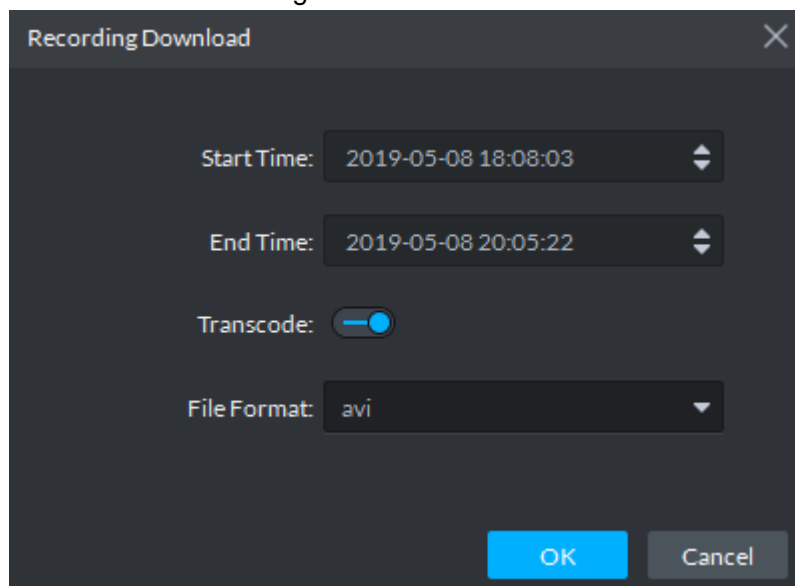 Recording Download
Start Time: 2019-05-08 18:08:03
End Time: 2019-05-08 20:05:22
Transcode:
File Format: avi
OK Cancel